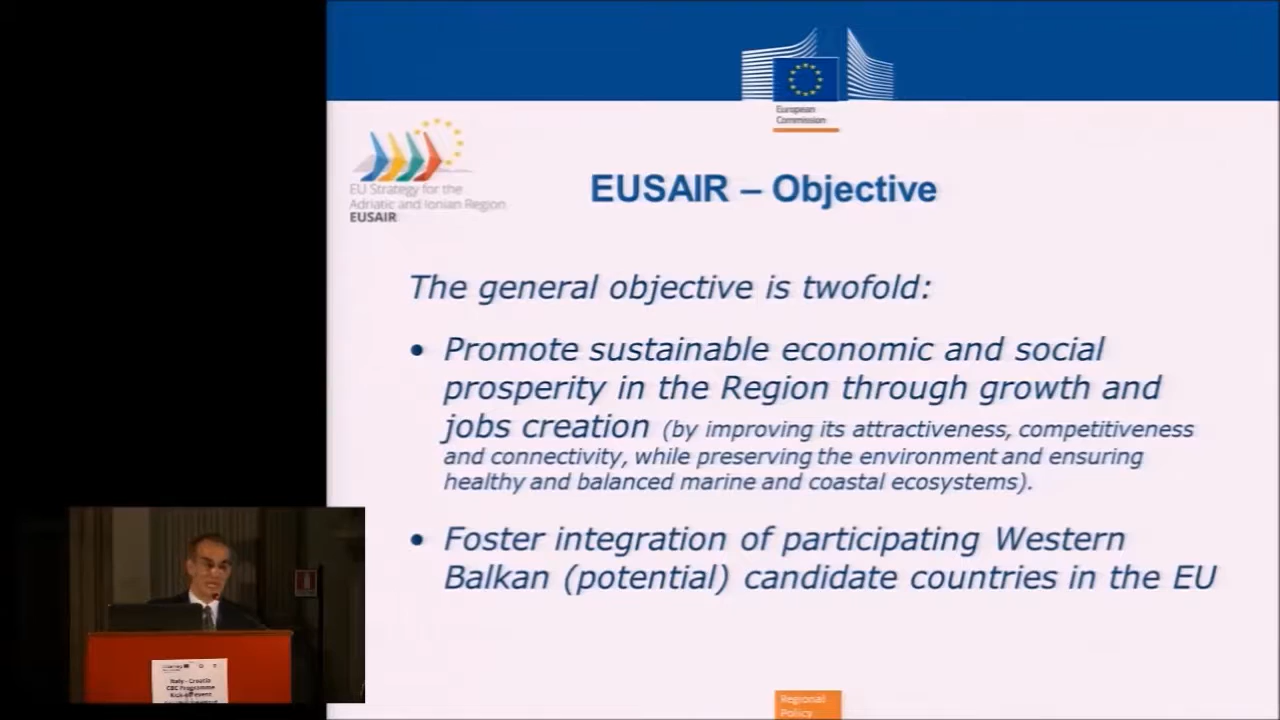 European
Commission
EU Strategy for the
Adriatic and Ionian Region
EUSAIR
EUSAIR – Objective
The general objective is twofold:
• Promote sustainable economic and social
prosperity in the Region through growth and
jobs creation (by improving its attractiveness, competitiveness
and connectivity, while preserving the environment and ensuring
healthy and balanced marine and coastal ecosystems).
• Foster integration of participating Western
Balkan (potential) candidate countries in the EU
Italy - Croatia
CBC Programme
Kick-off event
Regional
Policy